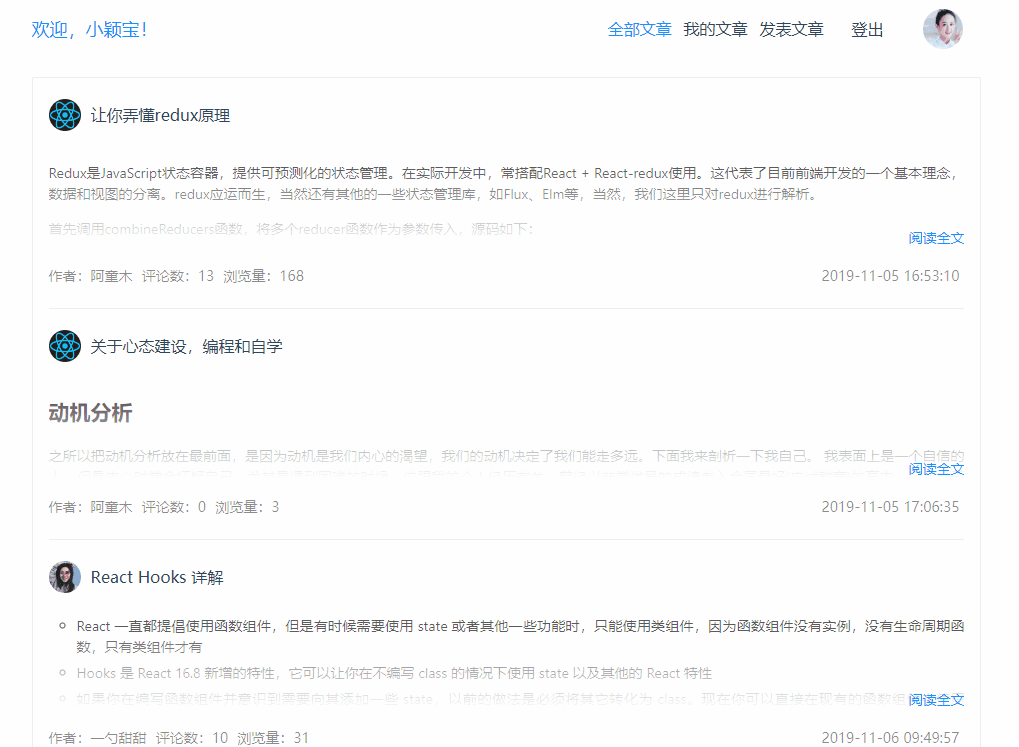 欢迎，小颖宝！
全部文章 我的文章 发表文章 登出
让你弄懂redux原理
Redux是JavaScript状态容器，提供可预测化的状态管理。在实际开发中，常搭配React + React-redux使用。这代表了目前前端开发的一个基本理念，
数据和视图的分离。redux应运而生，当然还有其他的一些状态管理库，如Flux、Elm等，当然，我们这里只对redux进行解析。
首先调用combineReducers函数，将多个reducer函数作为参数传入，源码如下：
阅读全文
作者：阿童木 评论数：13 浏览量：168 2019-11-05 16:53:10
关于心态建设，编程和自学
动机分析
之所以把动机分析放在最前面，是因为动机是我们内心的渴望，我们的动机决定了我们能走多远。下面我来剖析一下我自己。 我表面上是一个自信的
阅读全文
作者：阿童木 评论数：0 浏览量：3 2019-11-05 17:06:35
React Hooks 详解
React 一直都提倡使用函数组件，但是有时候需要使用 state 或者其他一些功能时，只能使用类组件，因为函数组件没有实例，没有生命周期函
数，只有类组件才有
Hooks 是 React 16.8 新增的特性，它可以让你在不编写 class 的情况下使用 state 以及其他的 React 特性
如果你在编写函数组件并意识到需要向其添加一些 state，以前的做法是必须将其它转化为 class。现在你可以直接在现有的函数组
阅读全文
作者：一勺甜甜 评论数：10 浏览量：31 2019-11-06 09:49:57